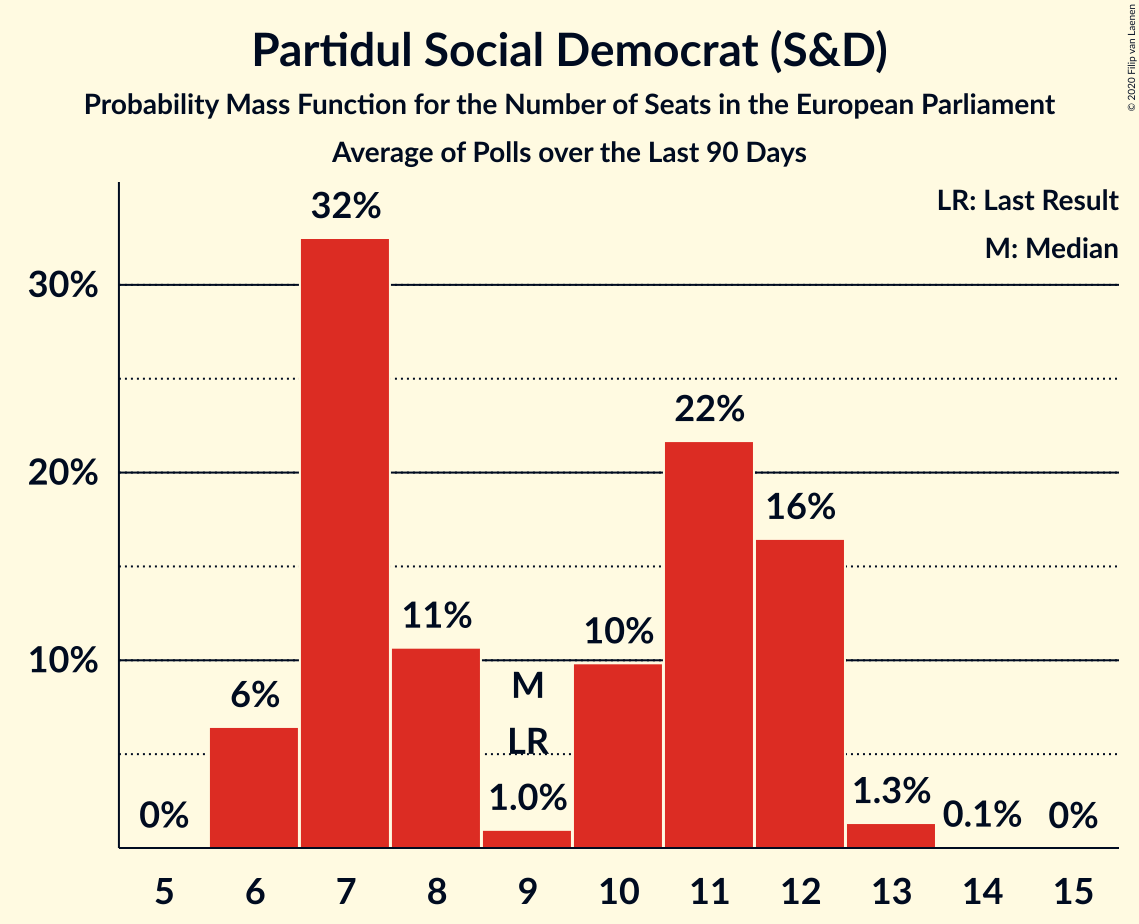 Partidul Social Democrat (S&D)
Probability Mass Function for the Number of Seats in the European Parliament
Average of Polls over the Last 90 Days
© 2020 Filip van Laenen
LR: Last Result
M: Median
30%
20%
10%
0%
6%
32%
11%
M
LR
1.0%
10%
22%
16%
1.3%
0.1%
0%
5 6 7 8 9 10 11 12 13 14 15